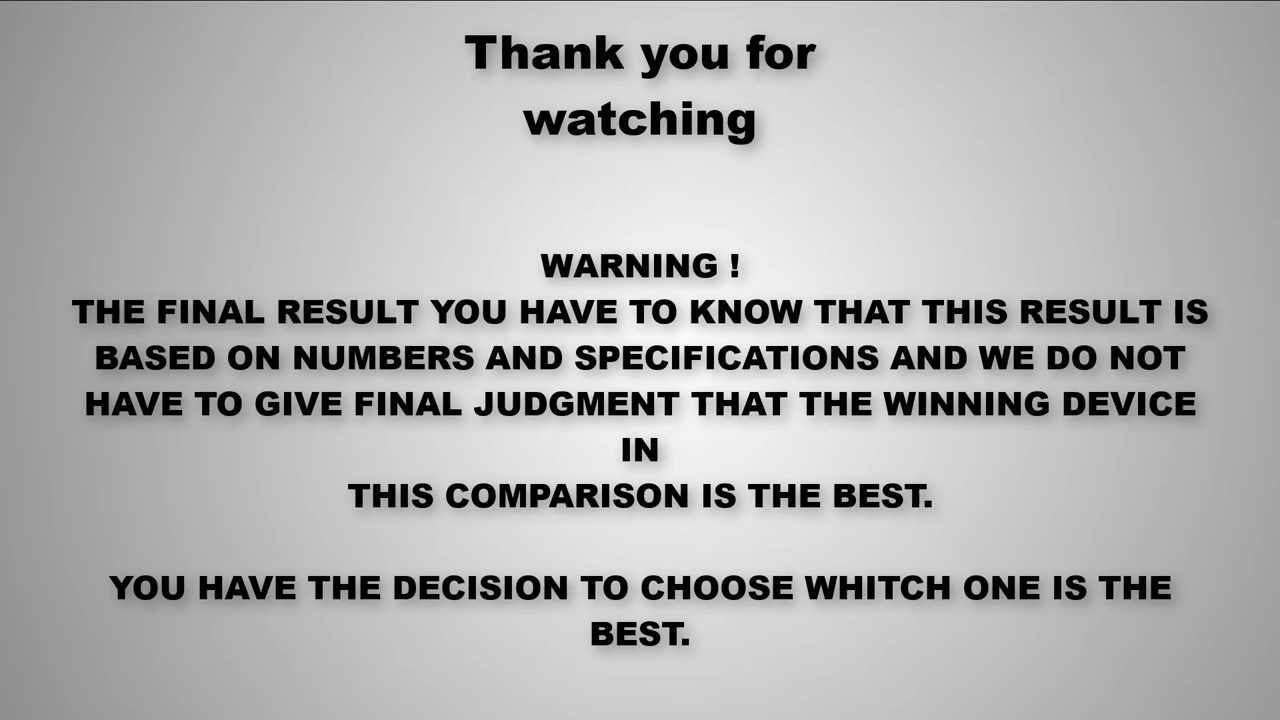 Thank you for
watching
WARNING !
THE FINAL RESULT YOU HAVE TO KNOW THAT THIS RESULT IS
BASED ON NUMBERS AND SPECIFICATIONS AND WE DO NOT
HAVE TO GIVE FINAL JUDGMENT THAT THE WINNING DEVICE
IN
THIS COMPARISON IS THE BEST.
YOU HAVE THE DECISION TO CHOOSE WHITCH ONE IS THE
BEST.